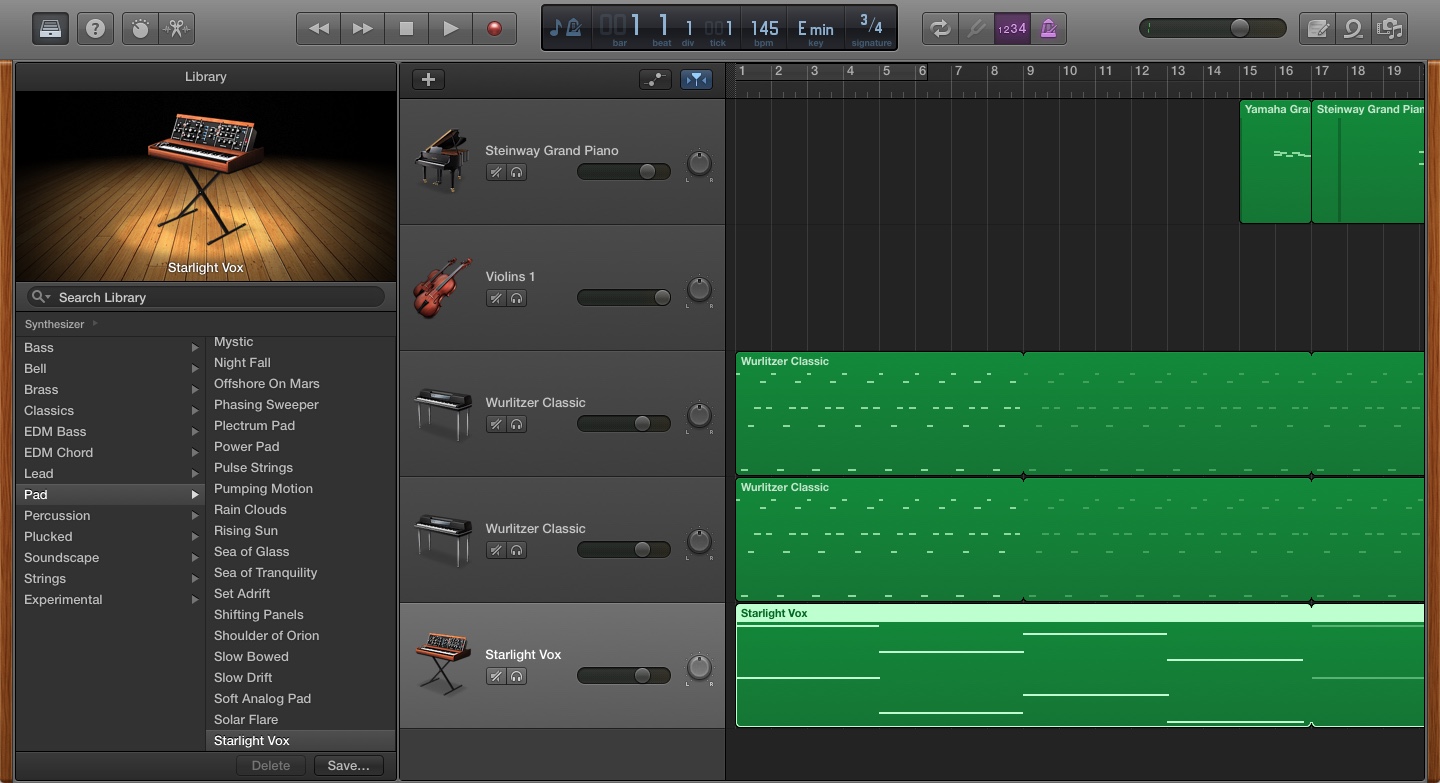 1 1 1 1 145 E min 3/4
bar beat div tick bpm key signature
1234
Library
Starlight Vox
Search Library
Synthesizer
Bass
Bell
Brass
Classics
EDM Bass
EDM Chord
Lead
Pad
Percussion
Plucked
Soundscape
Strings
Experimental
Mystic
Night Fall
Offshore On Mars
Phasing Sweeper
Plectrum Pad
Power Pad
Pulse Strings
Pumping Motion
Rain Clouds
Rising Sun
Sea of Glass
Sea of Tranquility
Set Adrift
Shifting Panels
Shoulder of Orion
Slow Bowed
Slow Drift
Soft Analog Pad
Solar Flare
Starlight Vox
Delete Save...
1 2 3 4 5 6 7 8 9 10 11 12 13 14 15 16 17 18 19
Steinway Grand Piano
L R
Yamaha Gra Steinway Grand Pian
Violins 1
L R
Wurlitzer Classic
L R
Wurlitzer Classic
Wurlitzer Classic
L R
Wurlitzer Classic
Starlight Vox
L R
Starlight Vox